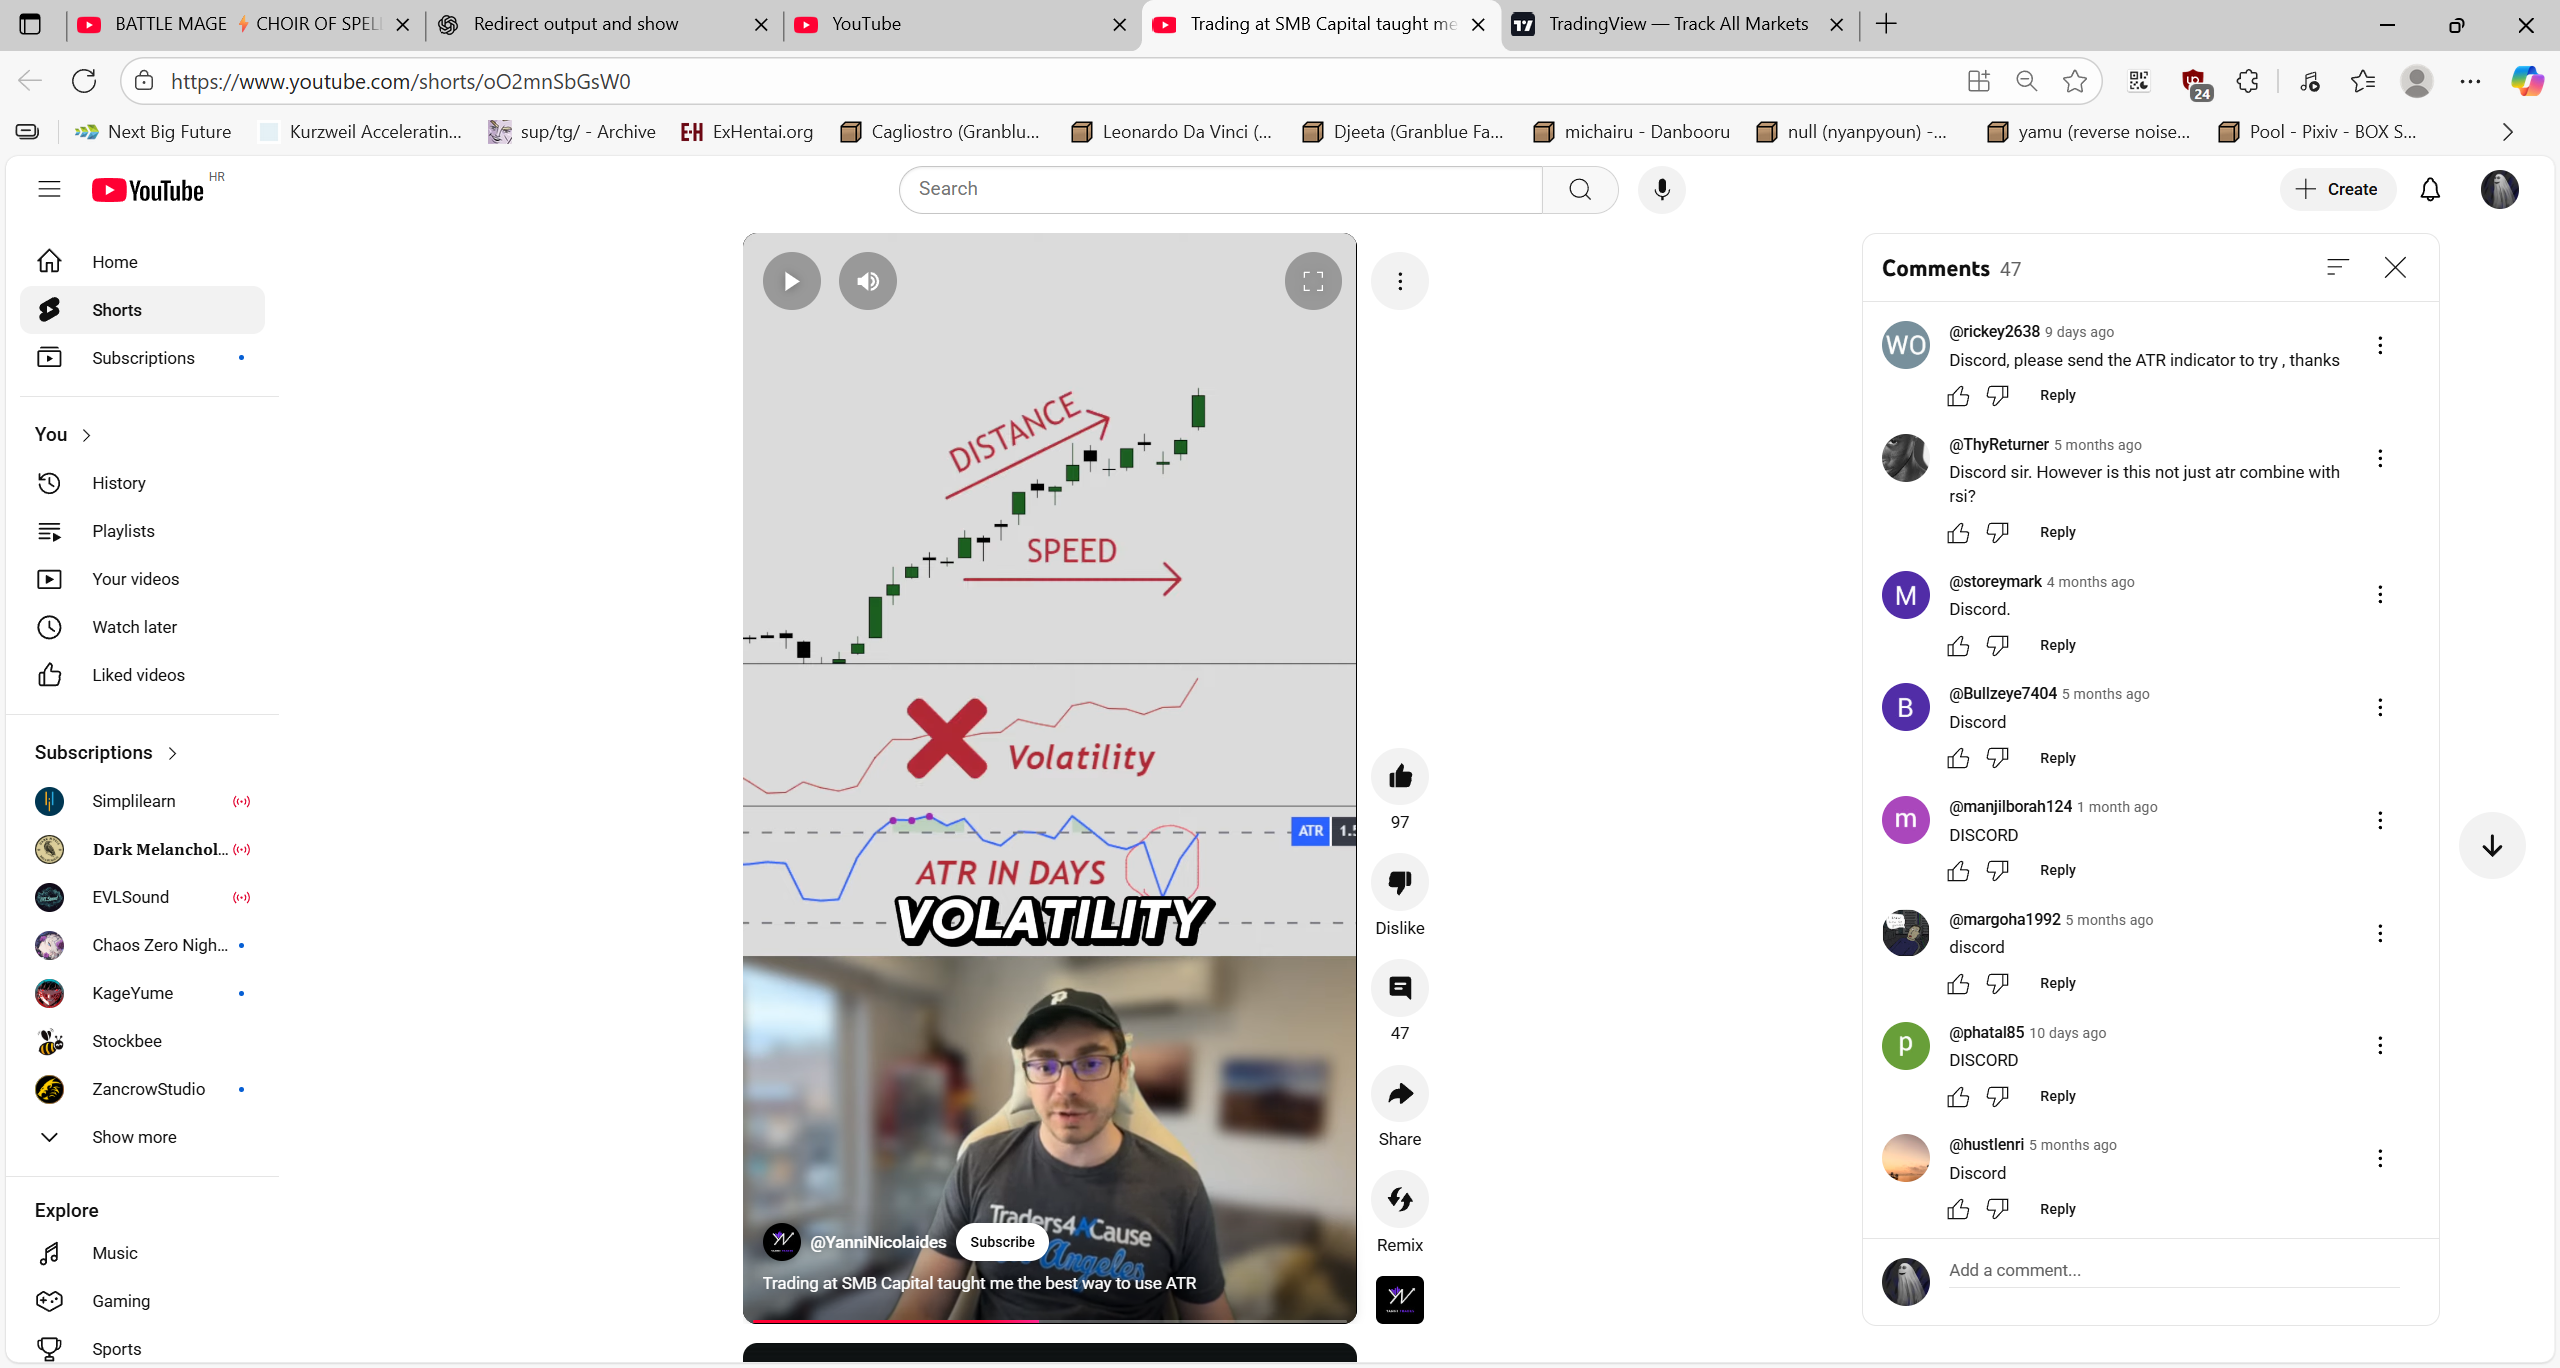 BATTLE MAGE ⚡ CHOIR OF SPEL
Redirect output and show
YouTube
Trading at SMB Capital taught me
TradingView — Track All Markets
https://www.youtube.com/shorts/oO2mnSbGsW0
24
Next Big Future
Kurzweil Acceleratin...
sup/tg/ - Archive
ExHentai.org
Cagliostro (Granblu...
Leonardo Da Vinci (...
Djeeta (Granblue Fa...
michairu - Danbooru
null (nyanpyoun) -...
yamu (reverse noise...
Pool - Pixiv - BOX S...
YouTube HR
Search
Create
Home
Shorts
Subscriptions
You
History
Playlists
Your videos
Watch later
Liked videos
Subscriptions
Simplilearn
Dark Melanchol...
EVLSound
Chaos Zero Nigh...
KageYume
Stockbee
ZancrowStudio
Show more
Explore
Music
Gaming
Sports
DISTANCE
SPEED
Volatility
ATR 1.5
ATR IN DAYS
VOLATILITY
Traders4ACause
Angeles
@YanniNicolaides
Subscribe
Trading at SMB Capital taught me the best way to use ATR
97
Dislike
47
Share
Remix
Comments 47
@rickey2638 9 days ago
Discord, please send the ATR indicator to try , thanks
Reply
@ThyReturner 5 months ago
Discord sir. However is this not just atr combine with
rsi?
Reply
@storeymark 4 months ago
Discord.
Reply
@Bullzeye7404 5 months ago
Discord
Reply
@manjilborah124 1 month ago
DISCORD
Reply
@margoha1992 5 months ago
discord
Reply
@phatal85 10 days ago
DISCORD
Reply
@hustlenri 5 months ago
Discord
Reply
Add a comment...